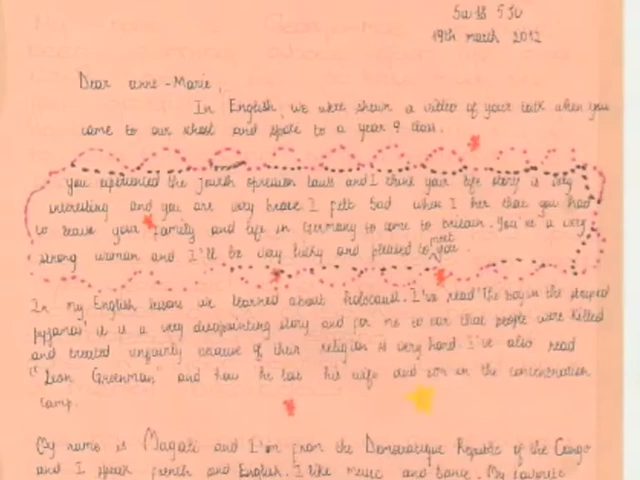 SW18 5JU
19th march 2012
Dear anne-Marie,
In English, we were shown a video of your talk when you
came to our school and spoke to a year 9 class.
you experienced the Jewish opression laws and I think your life story is very
interesting and you are very brave. I felt sad when I her that you had
to leave your family and life in Germany to come to britain. You're a very
strong woman and I'll be very lucky and pleased to meet you.
In my English lessons we learned about holocaust. I've read 'The boy in the striped
pyjamas' it is a very disapointing story and for me to ear that people were killed
and treated unfairly because of their religion is very hard. I've also read
"Leon Greenman" and how he lost his wife and son in the concentration
camp.
My name is Magali and I'm from the Democratique Republic of the Congo
and I speak french and English. I like music and dance. My favorite